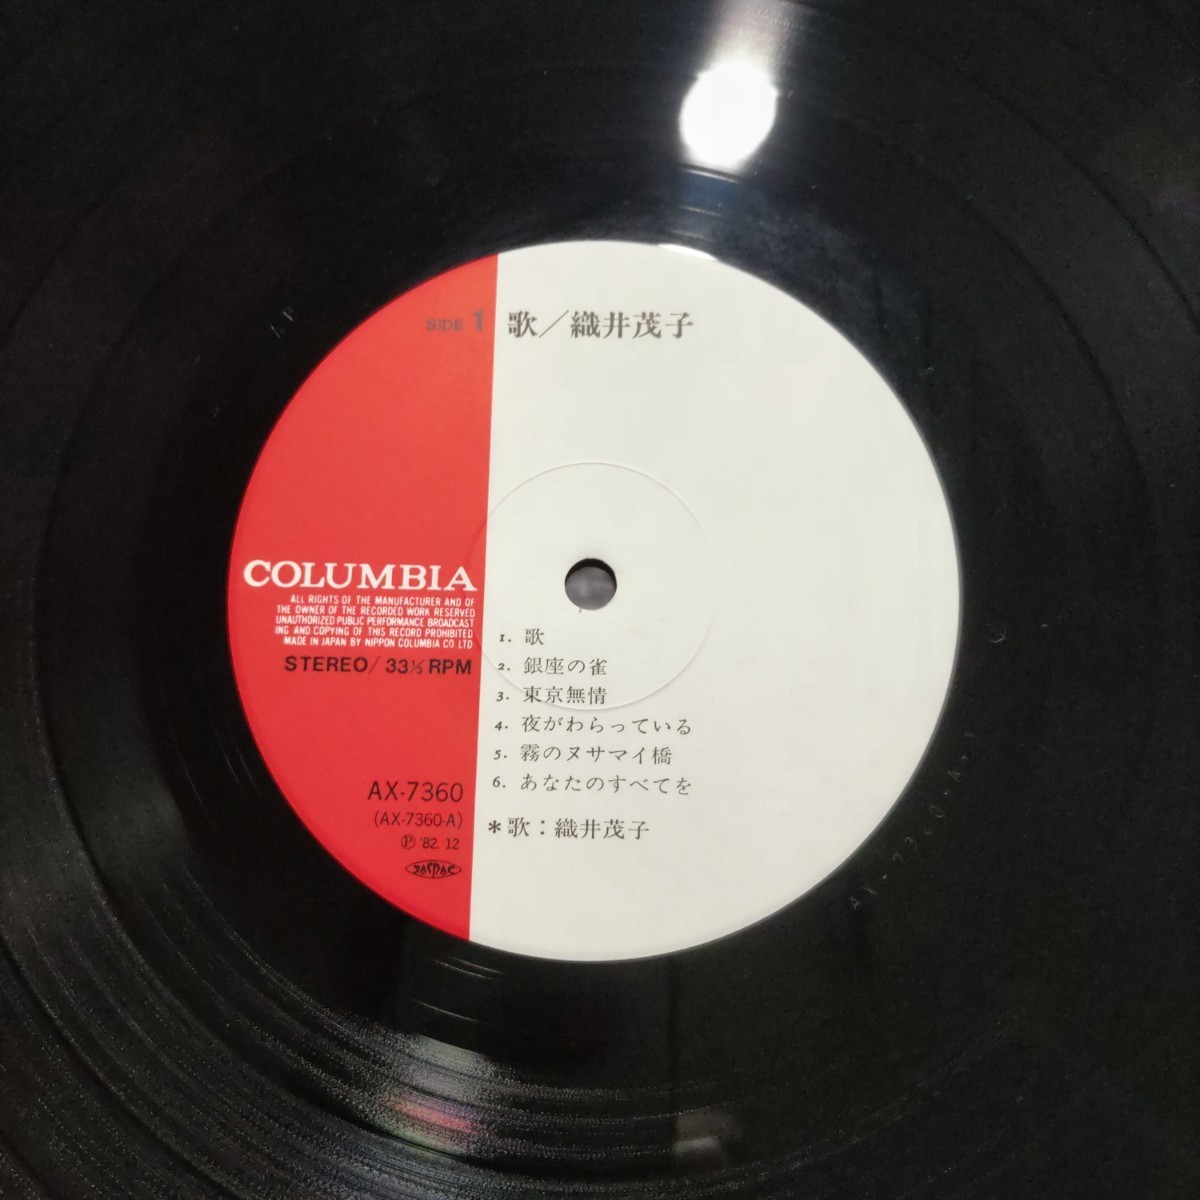 SIDE 1 歌／織井茂子
COLUMBIA
ALL RIGHTS OF THE MANUFACTURER AND OF
THE OWNER OF THE RECORDED WORK RESERVED
UNAUTHORIZED PUBLIC PERFORMANCE BROADCAST
ING AND COPYING OF THIS RECORD PROHIBITED
MADE IN JAPAN BY NIPPON COLUMBIA CO LTD
STEREO/33⅓RPM
1. 歌
2. 銀座の雀
3. 東京無情
4. 夜がわらっている
5. 霧のヌサマイ橋
6. あなたのすべてを
＊歌：織井茂子
AX-7360
(AX-7360-A)
Ⓟ '82. 12
JASRAC